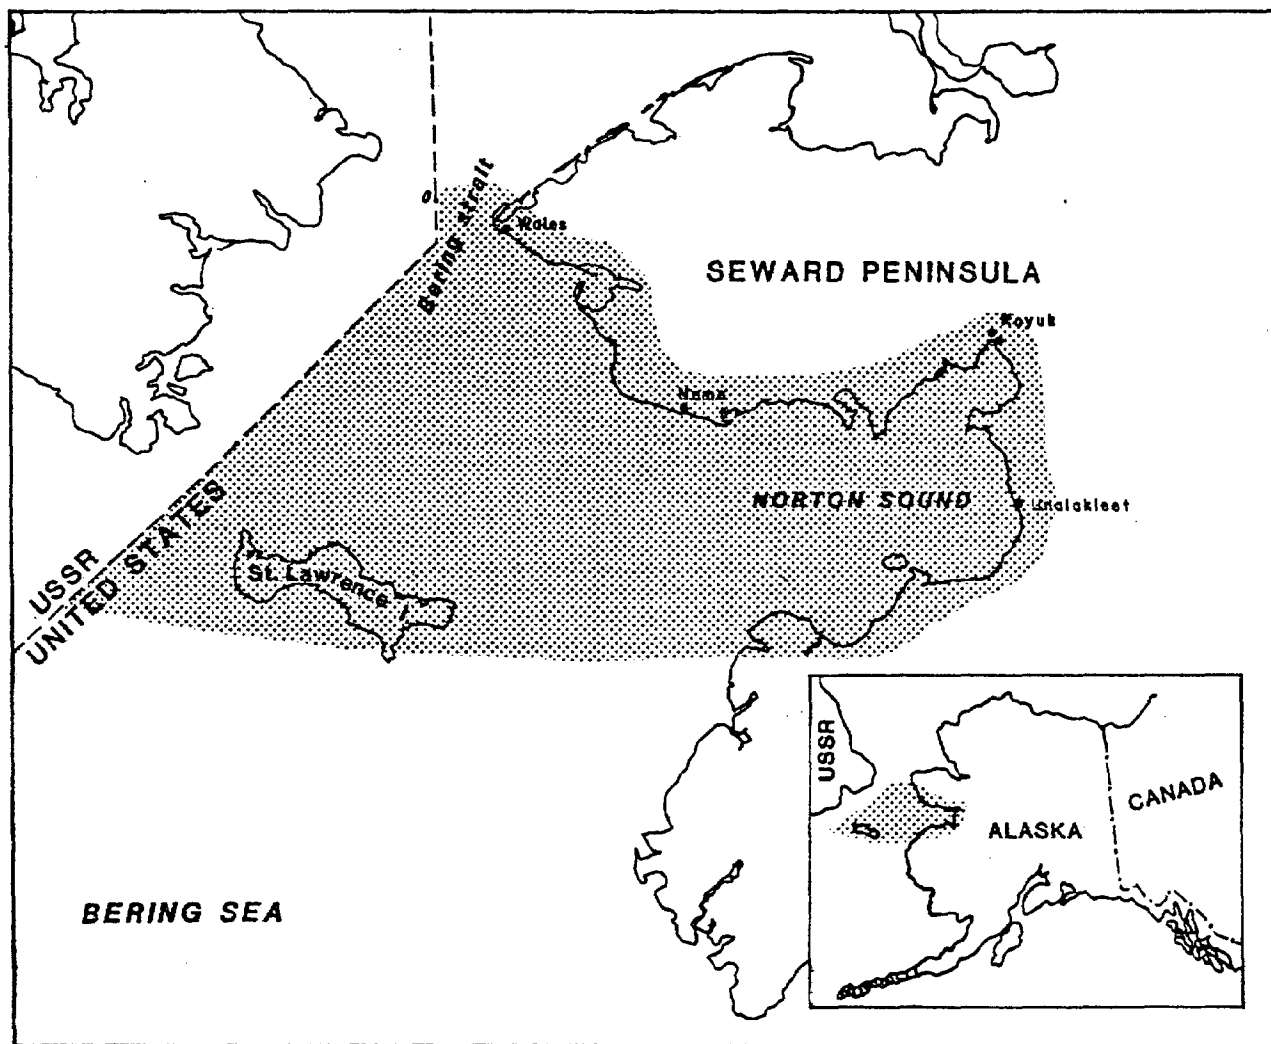 Bering Strait
Wales
SEWARD PENINSULA
Koyuk
Nome
NORTON SOUND
Unalakleet
USSR
UNITED STATES
St. Lawrence I
BERING SEA
USSR
CANADA
ALASKA